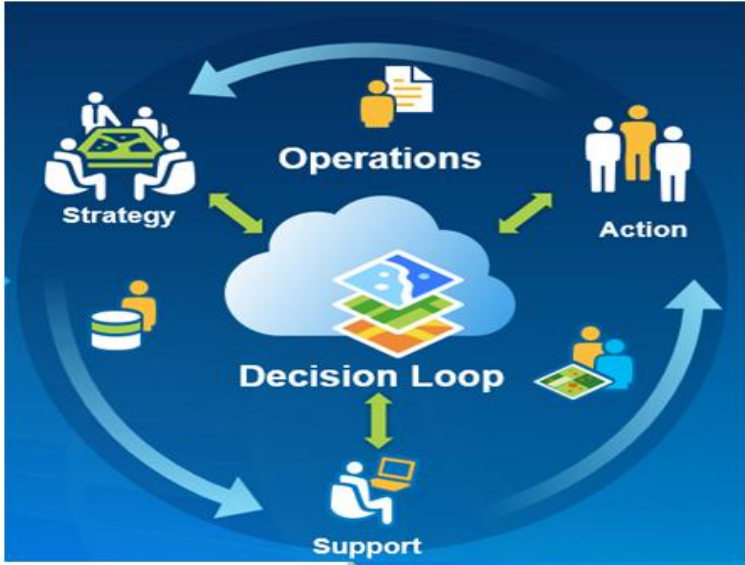 Operations
Strategy
Action
Decision Loop
Support